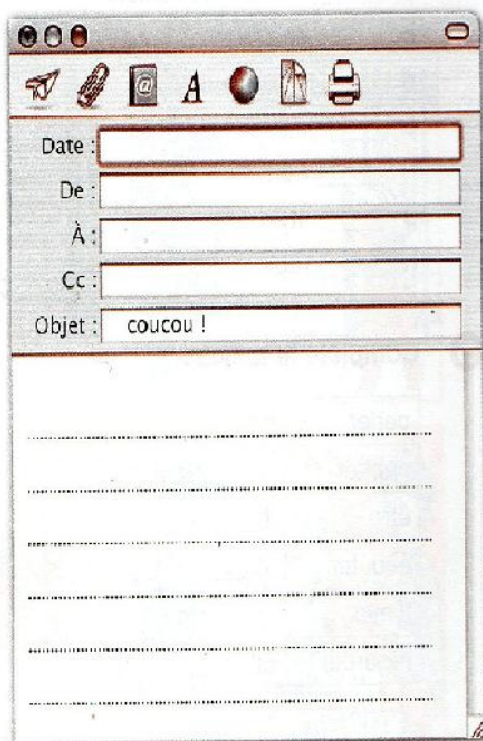 @ A
Date :
De :
À :
Cc :
Objet : coucou !